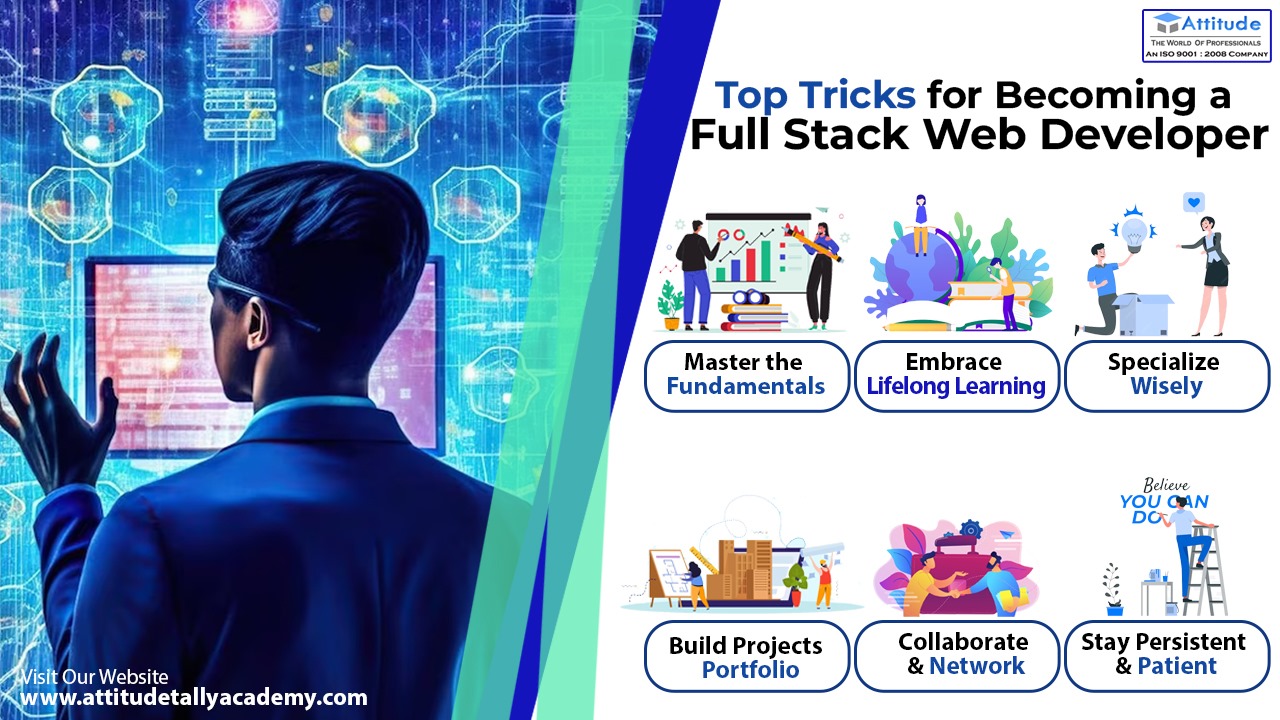 Attitude
THE WORLD OF PROFESSIONALS
AN ISO 9001 : 2008 COMPANY
Top Tricks for Becoming a
Full Stack Web Developer
Master the
Fundamentals
Embrace
Lifelong Learning
Specialize
Wisely
Believe
YOU CAN
DO
Build Projects
Portfolio
Collaborate
& Network
Stay Persistent
& Patient
Visit Our Website
www.attitudetallyacademy.com